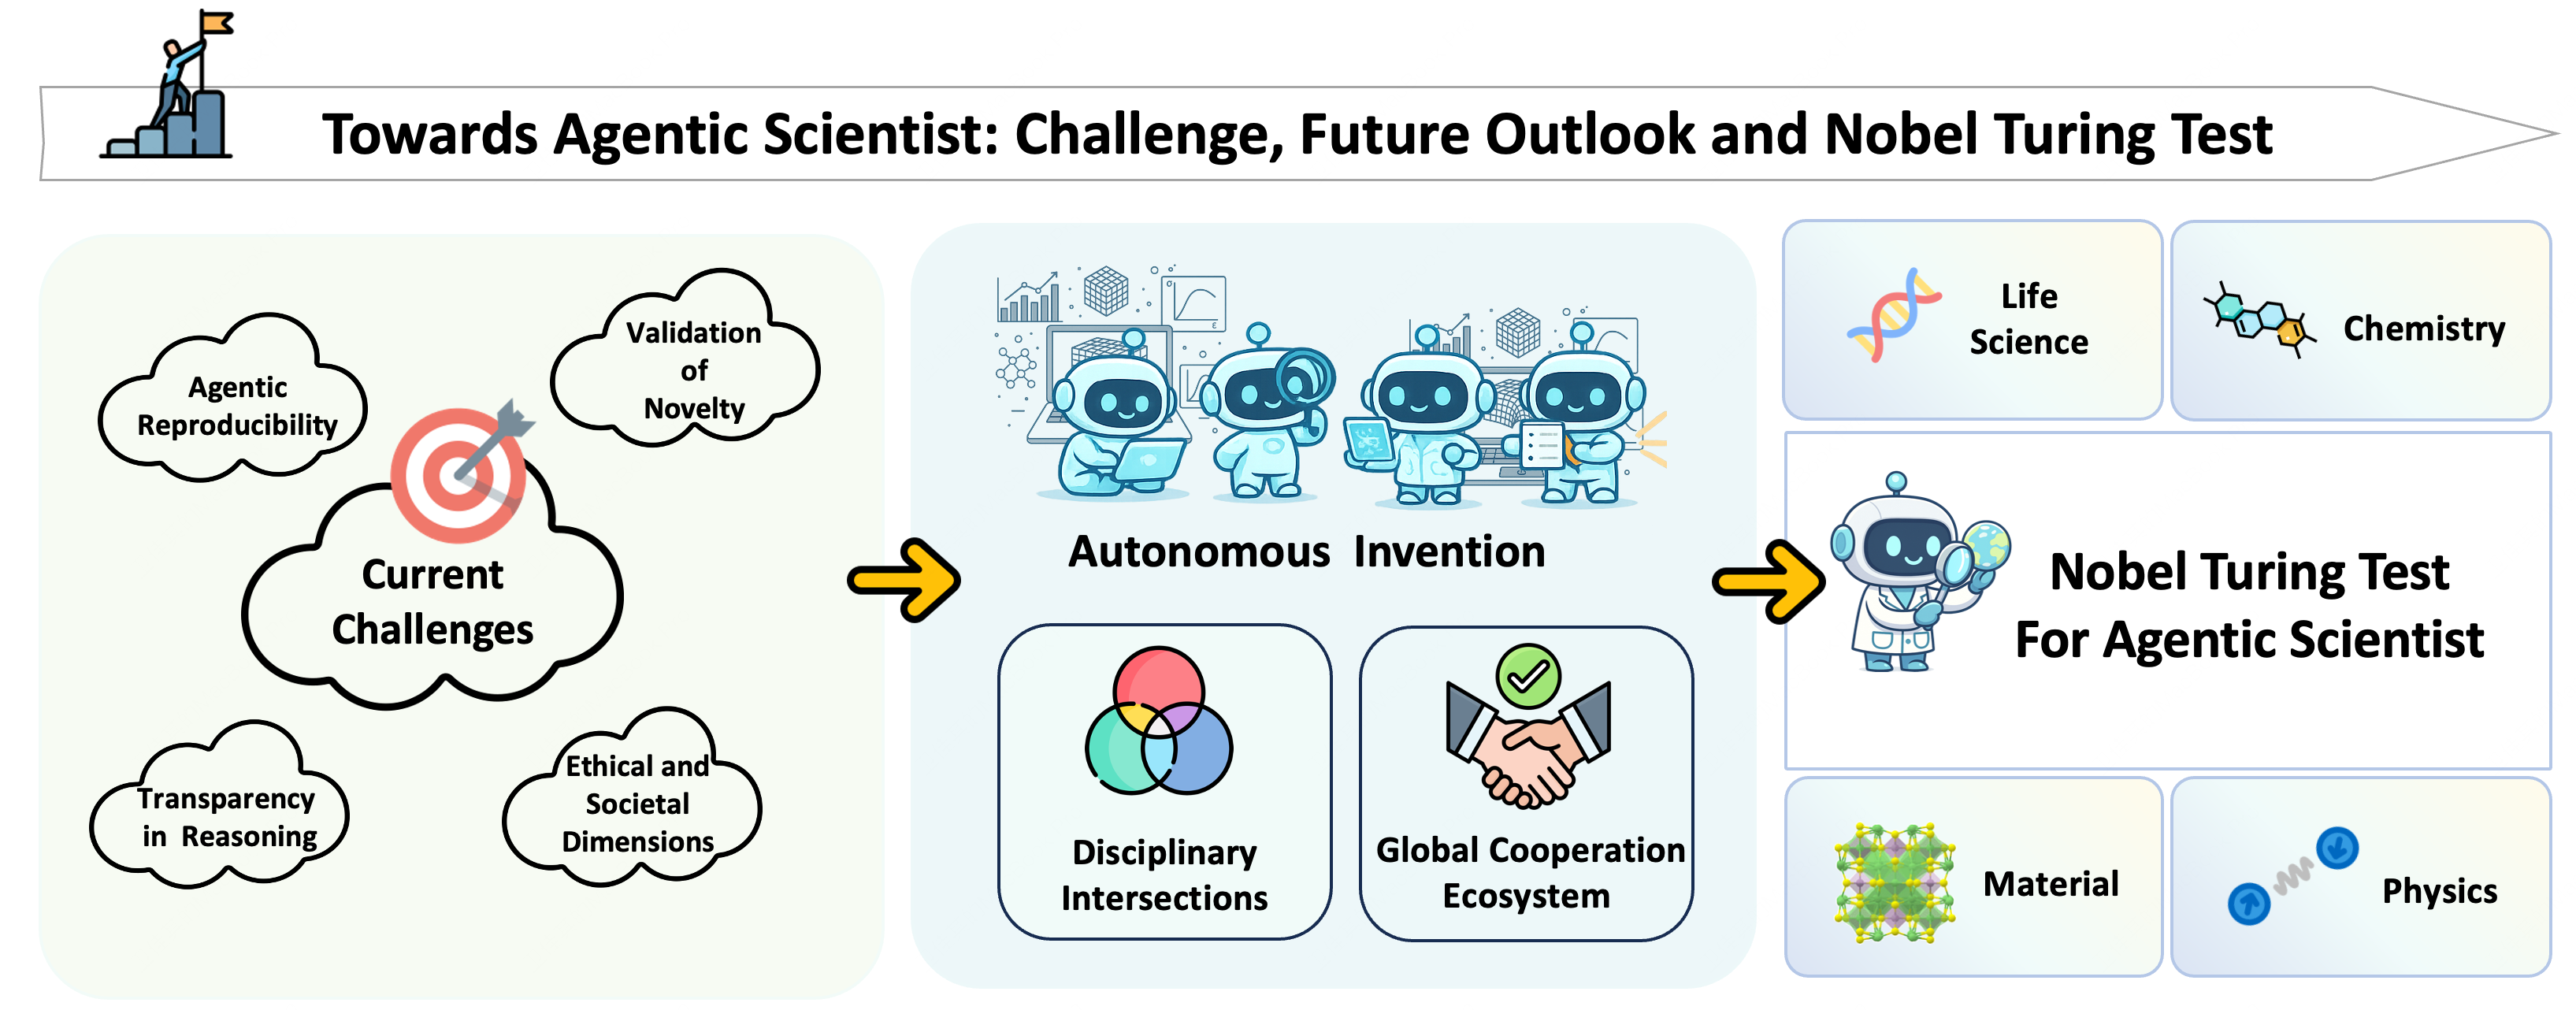 Towards Agentic Scientist: Challenge, Future Outlook and Nobel Turing Test
Agentic
Reproducibility
Validation
of
Novelty
Current
Challenges
Transparency
in Reasoning
Ethical and
Societal
Dimensions
Autonomous Invention
Disciplinary
Intersections
Global Cooperation
Ecosystem
Life
Science
Chemistry
Nobel Turing Test
For Agentic Scientist
Material
Physics